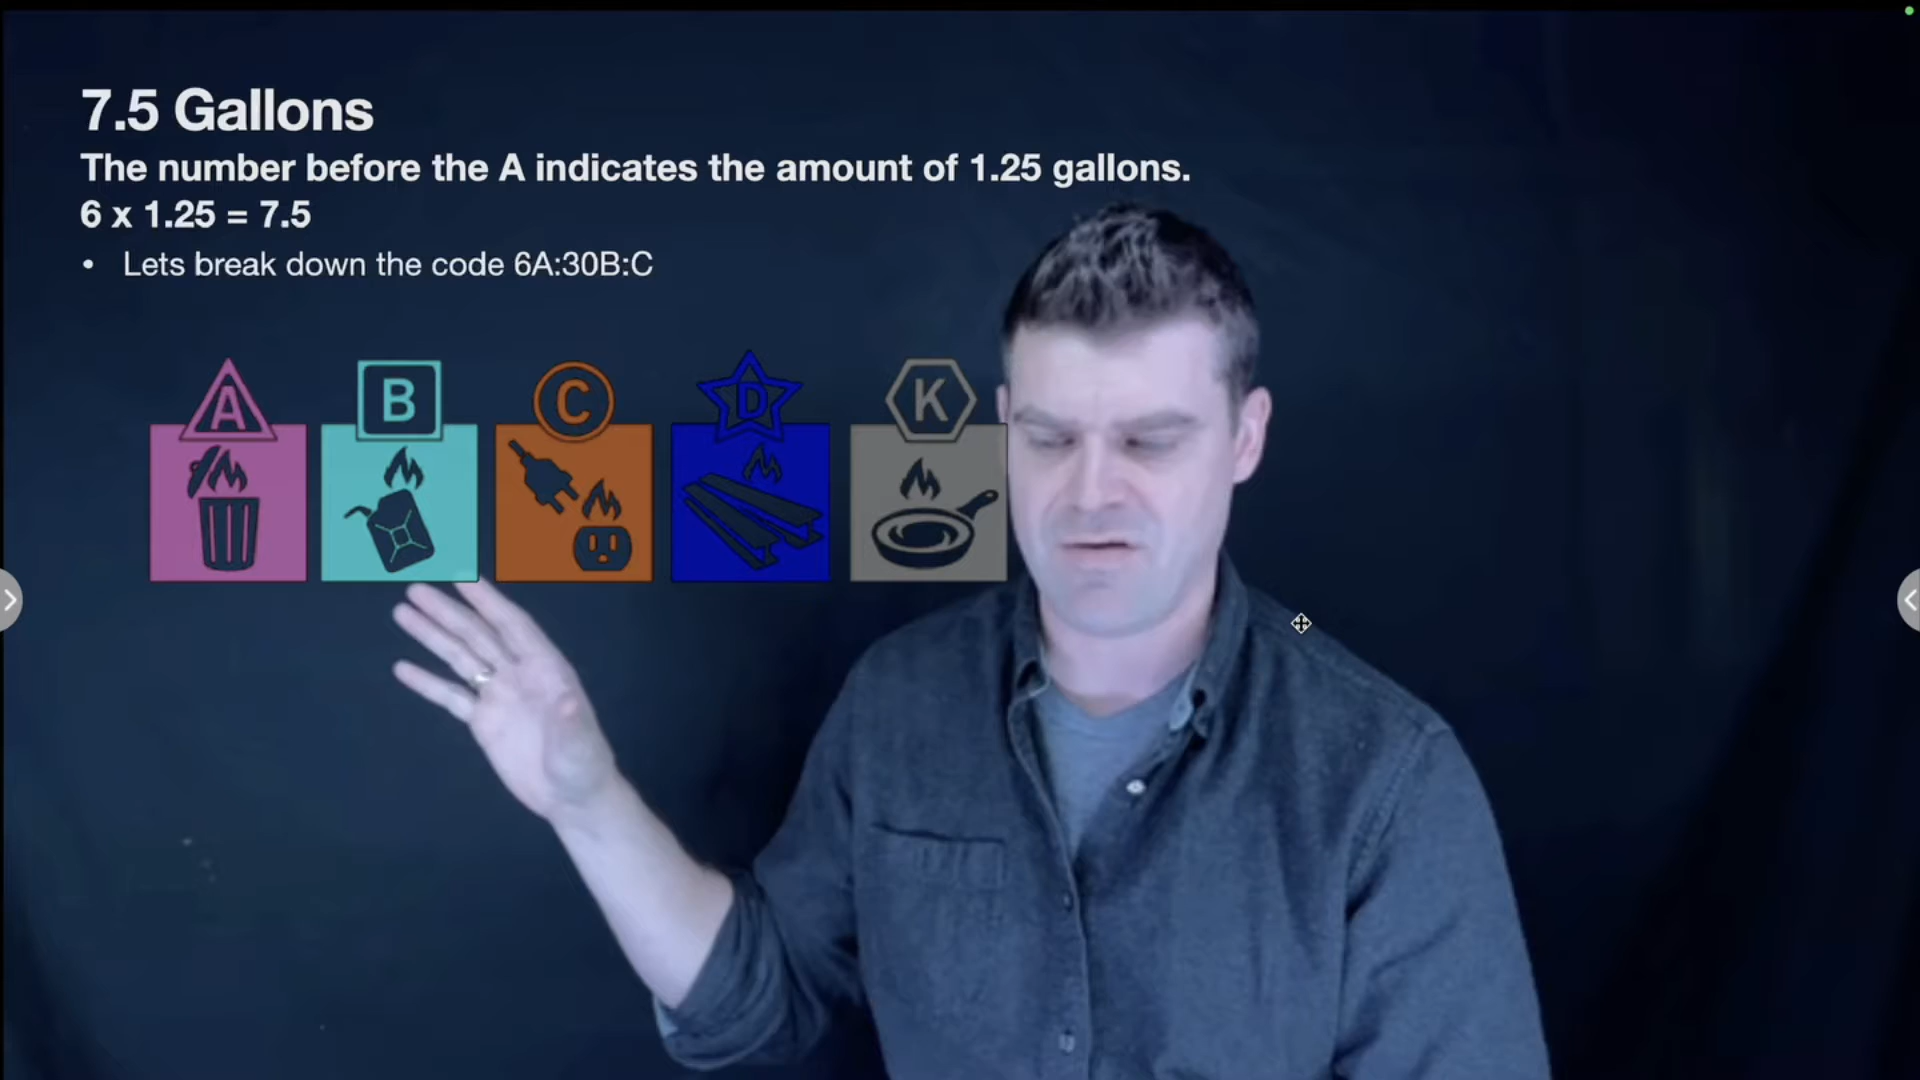 7.5 Gallons
The number before the A indicates the amount of 1.25 gallons.
6 x 1.25 = 7.5
• Lets break down the code 6A:30B:C
A B C D K